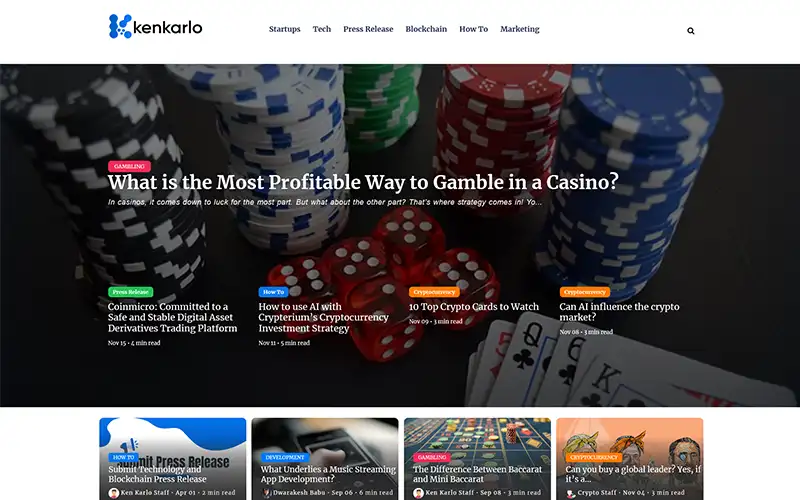 kenkarlo
Startups Tech Press Release Blockchain How To Marketing
GAMBLING
What is the Most Profitable Way to Gamble in a Casino?
In casinos, it comes down to luck for the most part. But what about the other part? That's where strategy comes in! Yo...
Press Release
Coinmicro: Committed to a
Safe and Stable Digital Asset
Derivatives Trading Platform
Nov 15 • 4 min read
How To
How to use AI with
Crypterium's Cryptocurrency
Investment Strategy
Nov 11 • 5 min read
Cryptocurrency
10 Top Crypto Cards to Watch
Nov 09 • 3 min read
Cryptocurrency
Can AI influence the crypto
market?
Nov 08 • 3 min read
Q
6
K
HOW TO
Submit Press Release
Submit Technology and
Blockchain Press Release
Ken Karlo Staff • Apr 01 • 2 min read
DEVELOPMENT
What Underlies a Music Streaming
App Development?
Dwarakesh Babu • Sep 06 • 6 min read
GAMBLING
The Difference Between Baccarat
and Mini Baccarat
Ken Karlo Staff • Sep 08 • 3 min read
CRYPTOCURRENCY
Can you buy a global leader? Yes, if
it's a...
Crypto Staff • Nov 04 • 3 min read